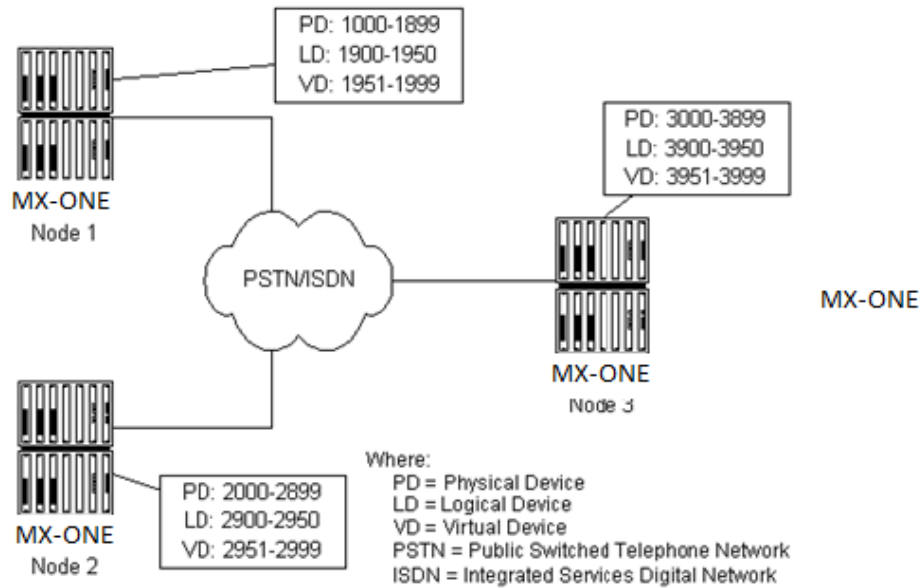 PD: 1000-1899
LD: 1900-1950
VD: 1951-1999
MX-ONE
Node 1
PD: 3000-3899
LD: 3900-3950
VD: 3951-3999
PSTN/ISDN
MX-ONE
MX-ONE
Node 3
MX-ONE
Node 2
PD: 2000-2899
LD: 2900-2950
VD: 2951-2999
Where:
PD = Physical Device
LD = Logical Device
VD = Virtual Device
PSTN = Public Switched Telephone Network
ISDN = Integrated Services Digital Network